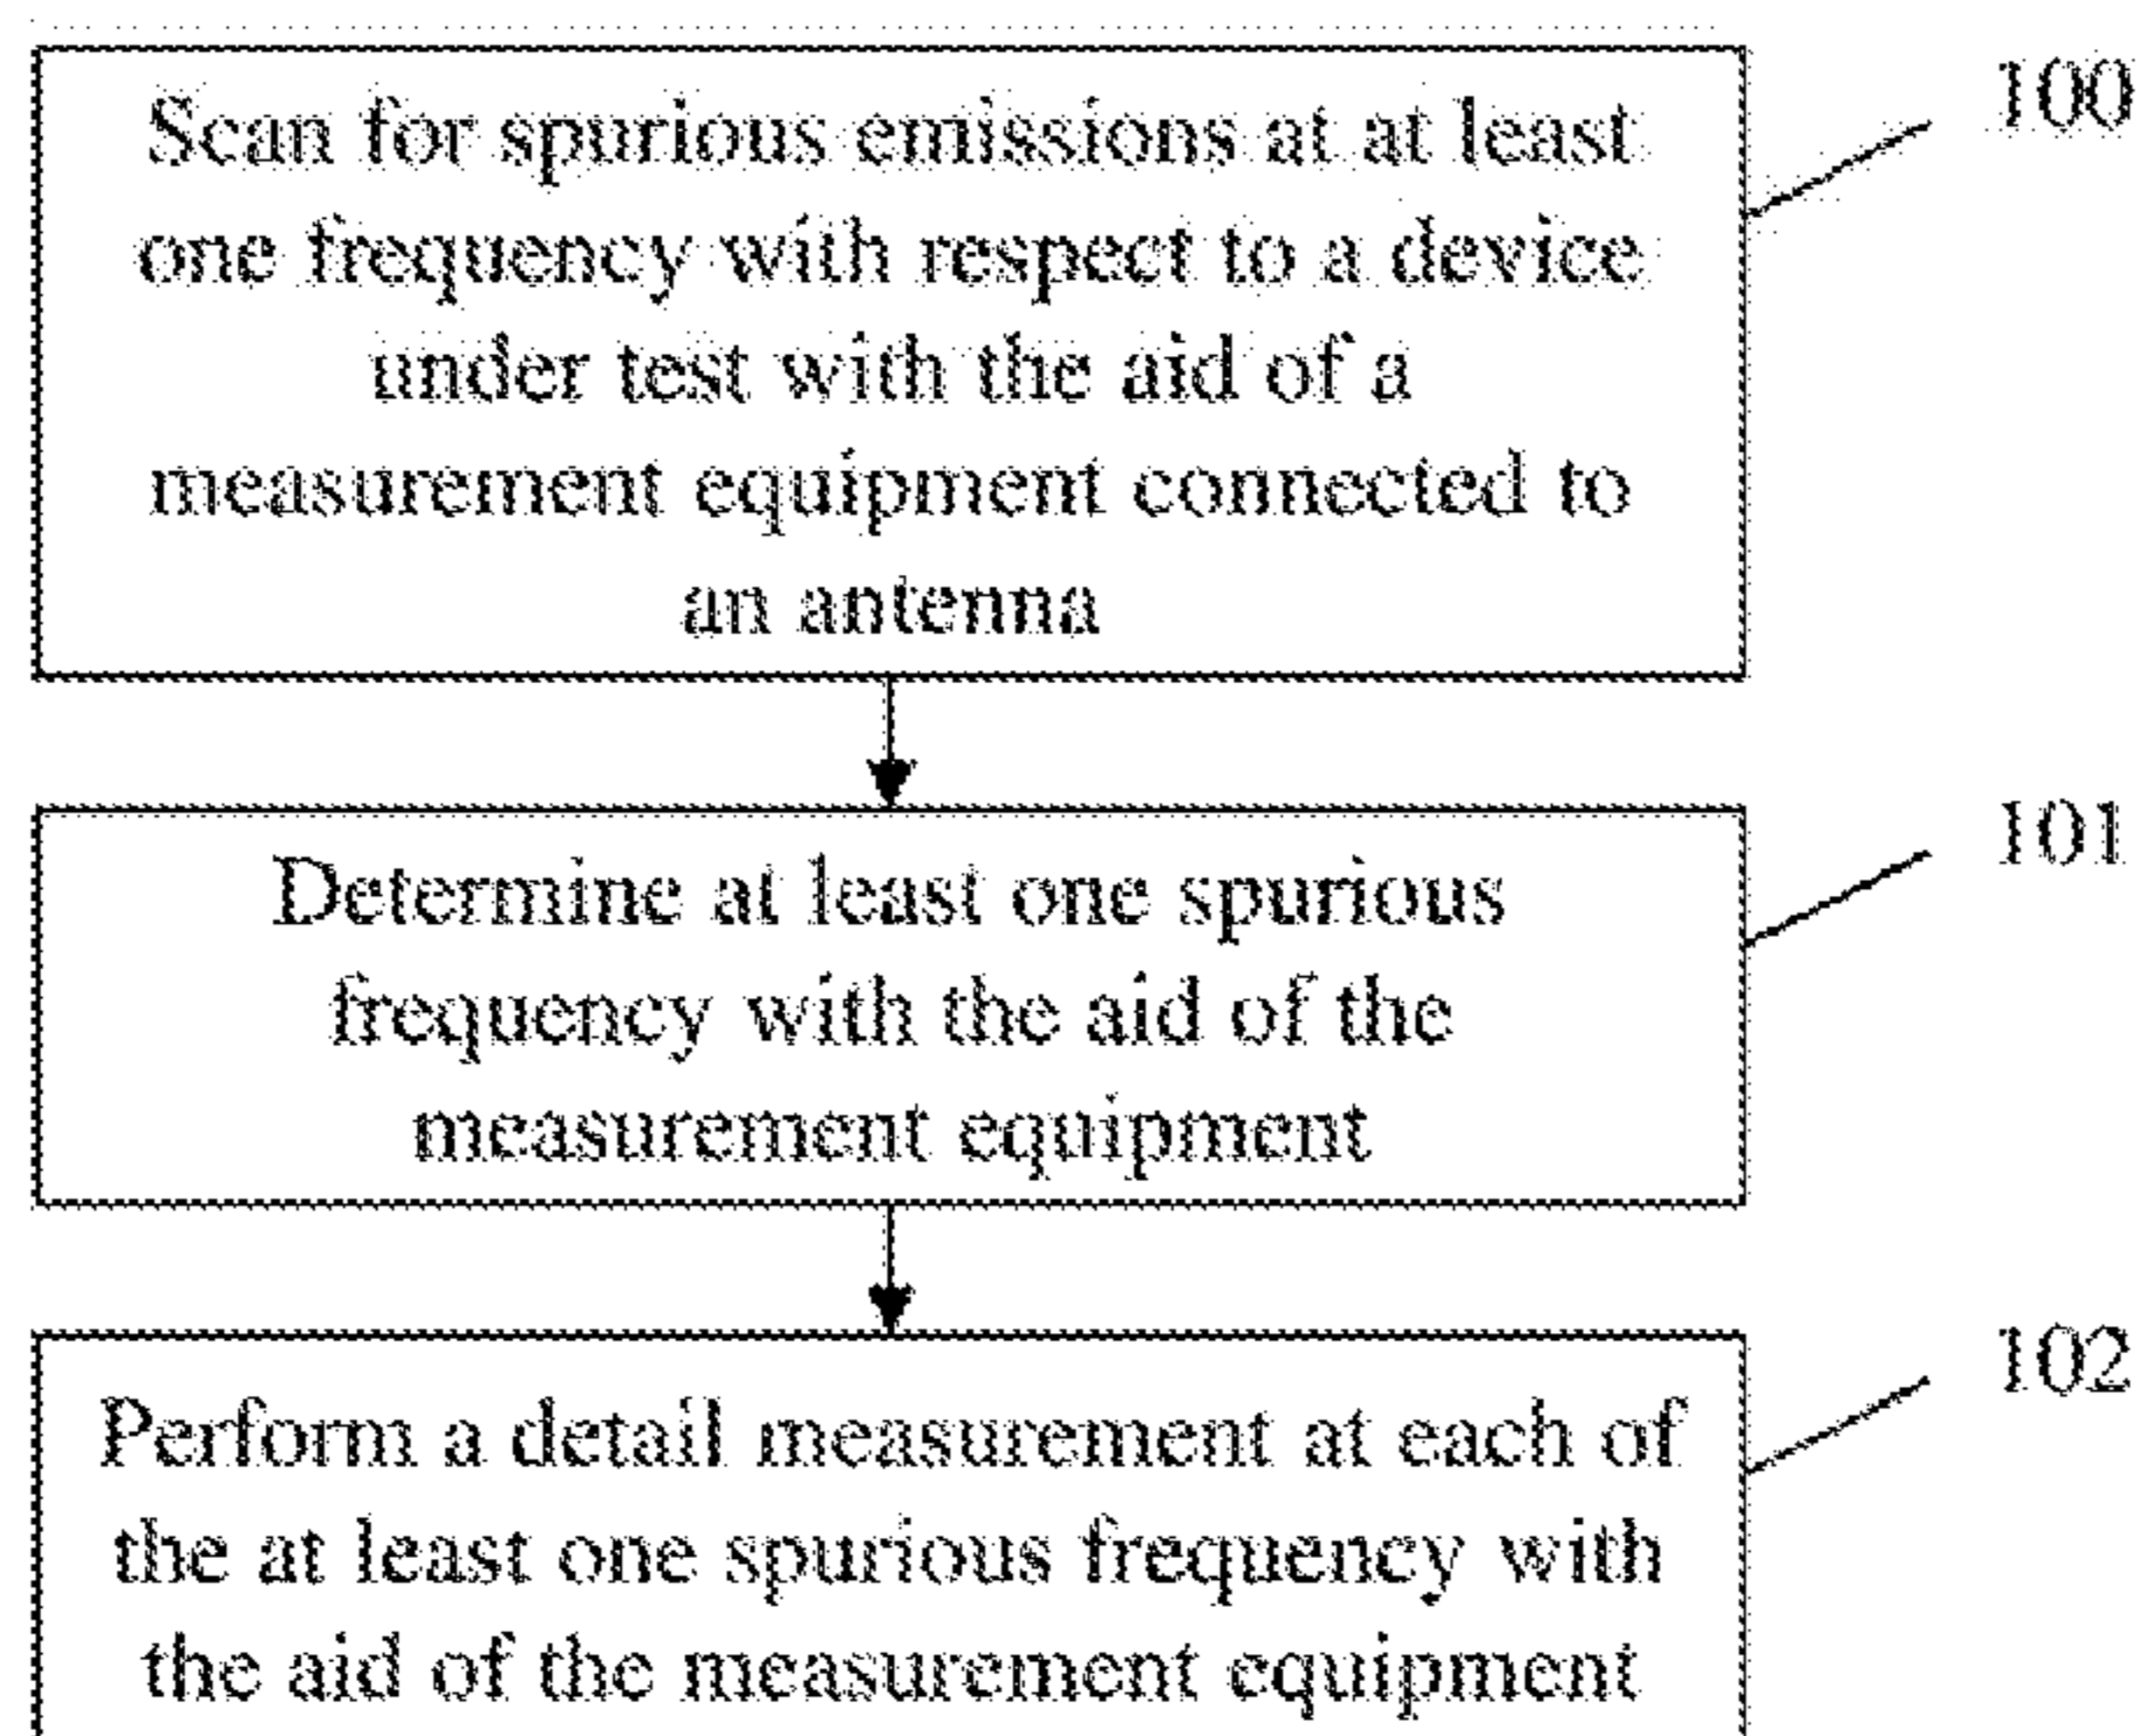 Scan for spurious emissions at at least
100
one frequency with respect to a device
under test with the aid of a
measurement equipment connected to
an antenna
Determine at least one spurious
101
frequency with the aid of the
measurement equipment
Perform a detail measurement at each of
102
the at least one spurious frequency with
the aid of the measurement equipment